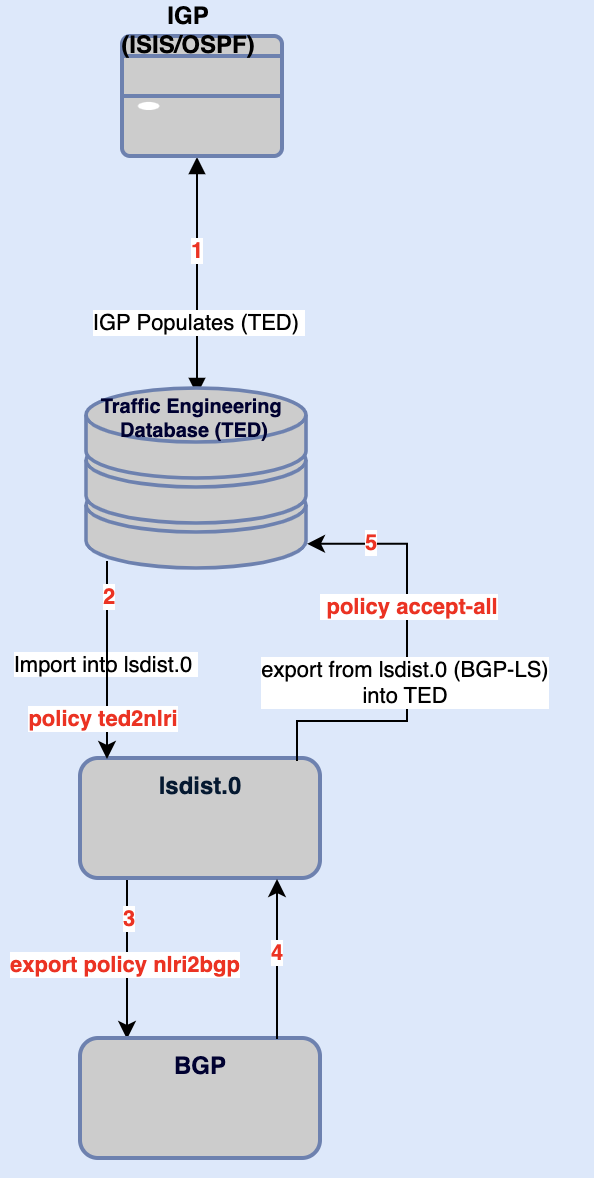 IGP
(ISIS/OSPF)
1
IGP Populates (TED)
Traffic Engineering
Database (TED)
5
2
policy accept-all
Import into lsdist.0
export from lsdist.0 (BGP-LS)
into TED
policy ted2nlri
lsdist.0
3
4
export policy nlri2bgp
BGP